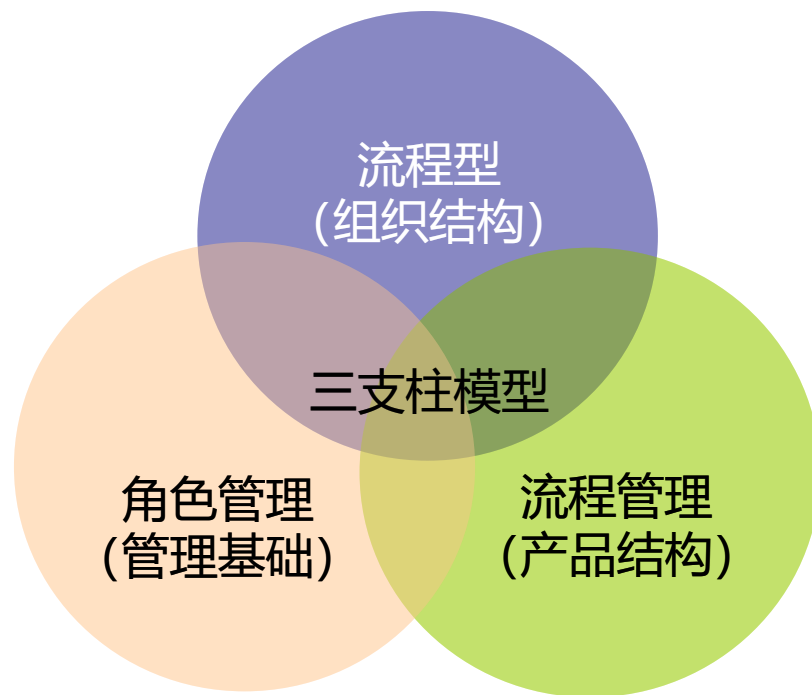 流程型
（组织结构）
三支柱模型
角色管理
（管理基础）
流程管理
（产品结构）